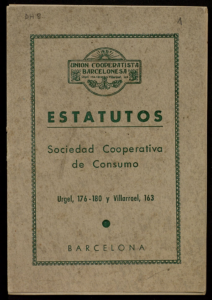 UNION COOPERATISTA
BARCELONESA
ESTATUTOS
Sociedad Cooperativa
de Consumo
Urgel, 176-180 y Villarroel, 163
BARCELONA